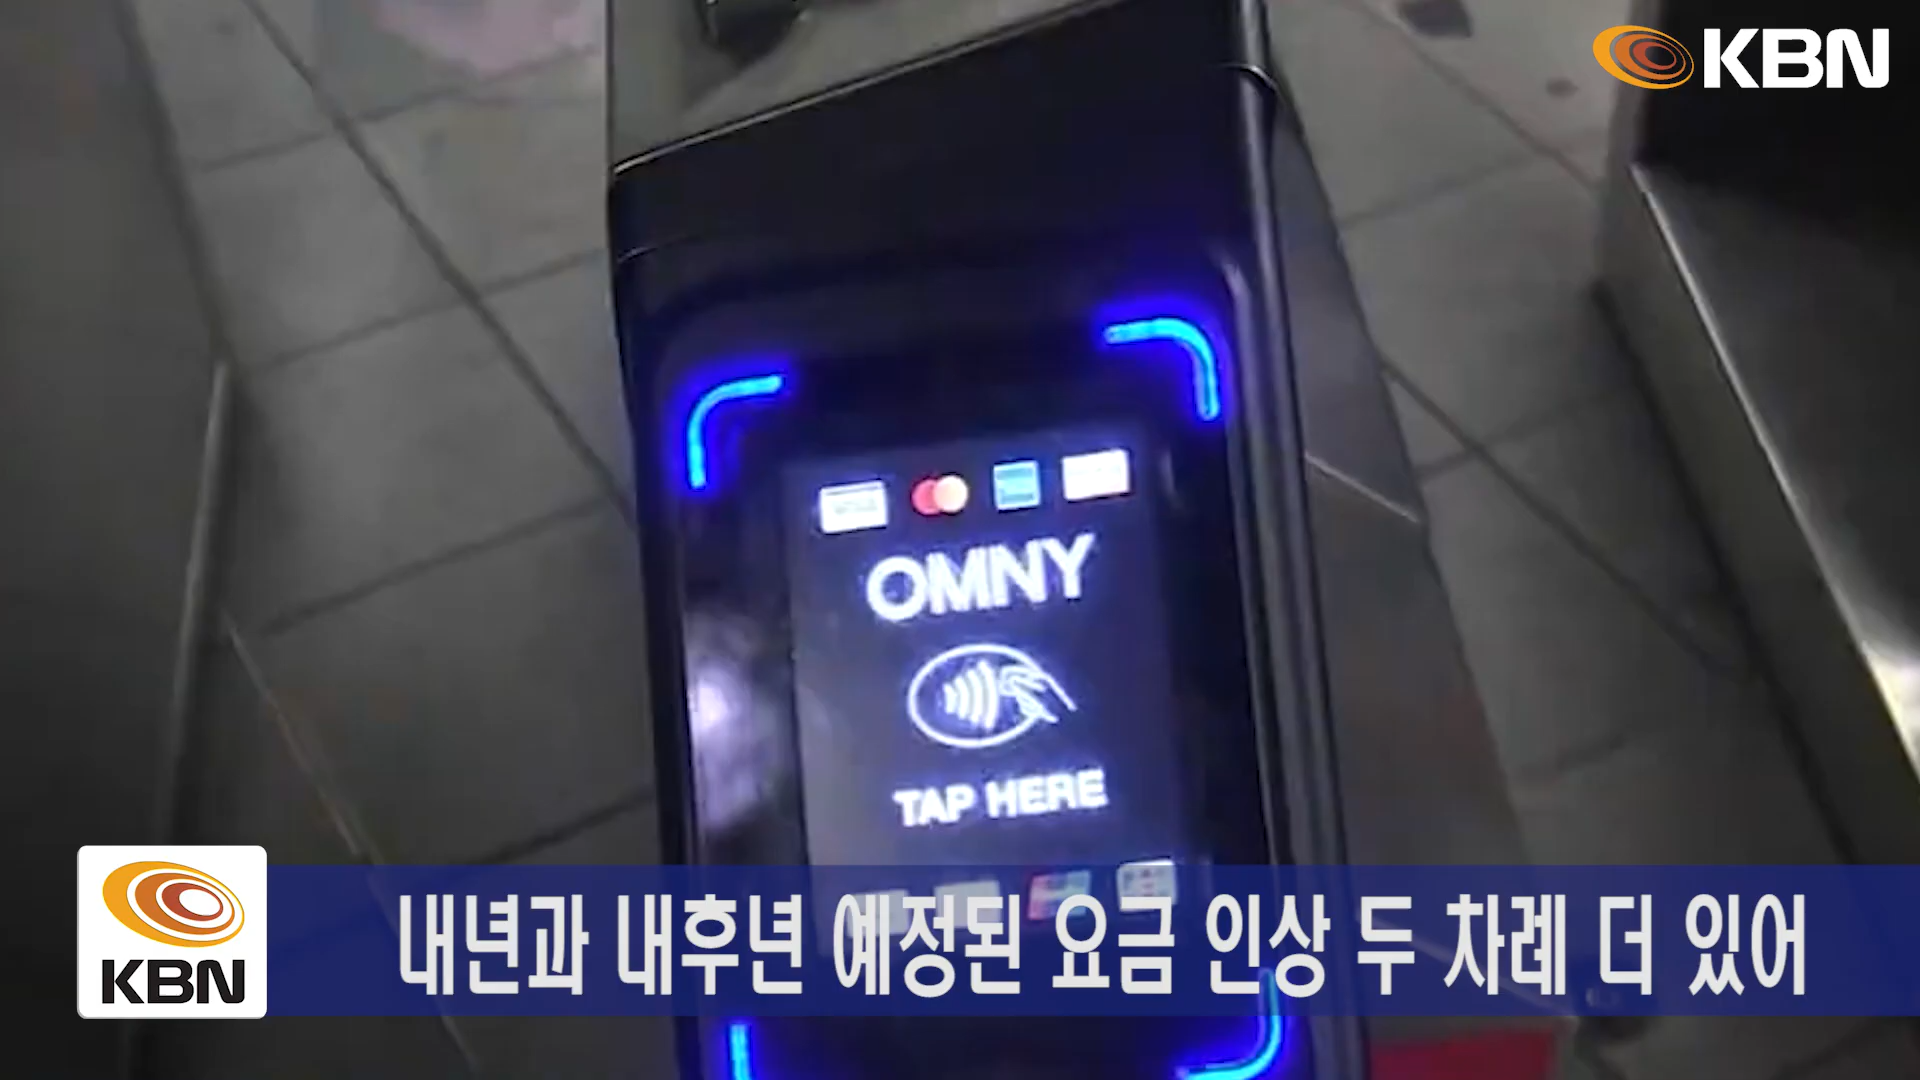 KBN
VISA
OMNY
TAP HERE
KBN
내년과 내후년 예정된 요금 인상 두 차례 더 있어